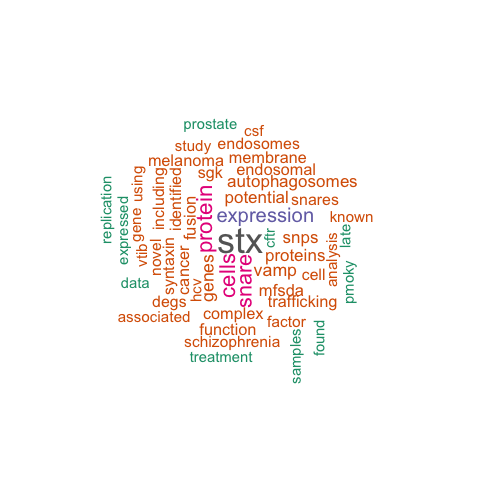 prostate
csf
study
endosomes
melanoma
membrane
sgk
endosomal
autophagosomes
potential
snares
including
identified
gene using
replication
expressed
protein
fusion
expression
known
stx
cftr
snps
late
vtib
novel
syntaxin
cancer
hcv
genes
cells
snare
proteins
vamp
cell
analysis
pmoky
data
degs
mfsda
trafficking
associated
complex
factor
function
schizophrenia
treatment
samples
found